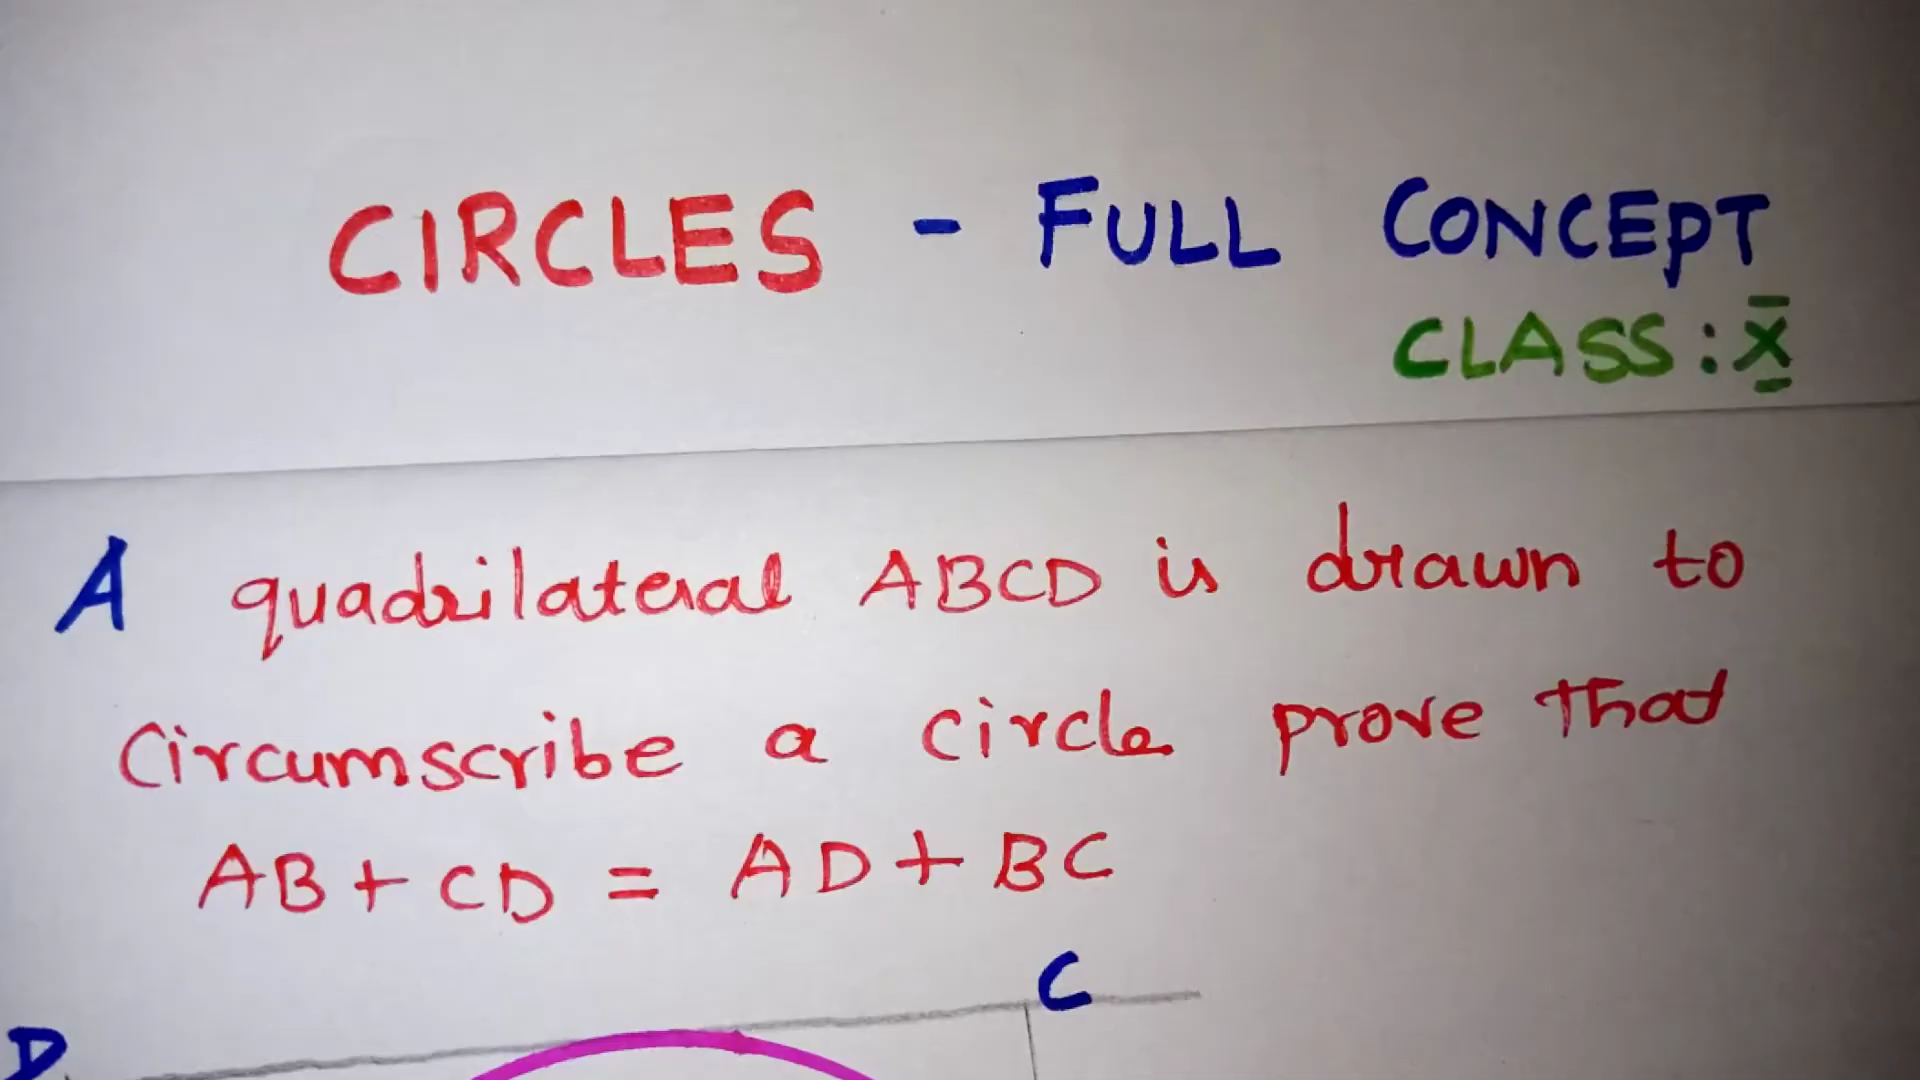 CIRCLES - FULL CONCEPT
CLASS: X
A quadrilateral ABCD is drawn to
Circumscribe a circle prove that
AB + CD = AD + BC
C
D